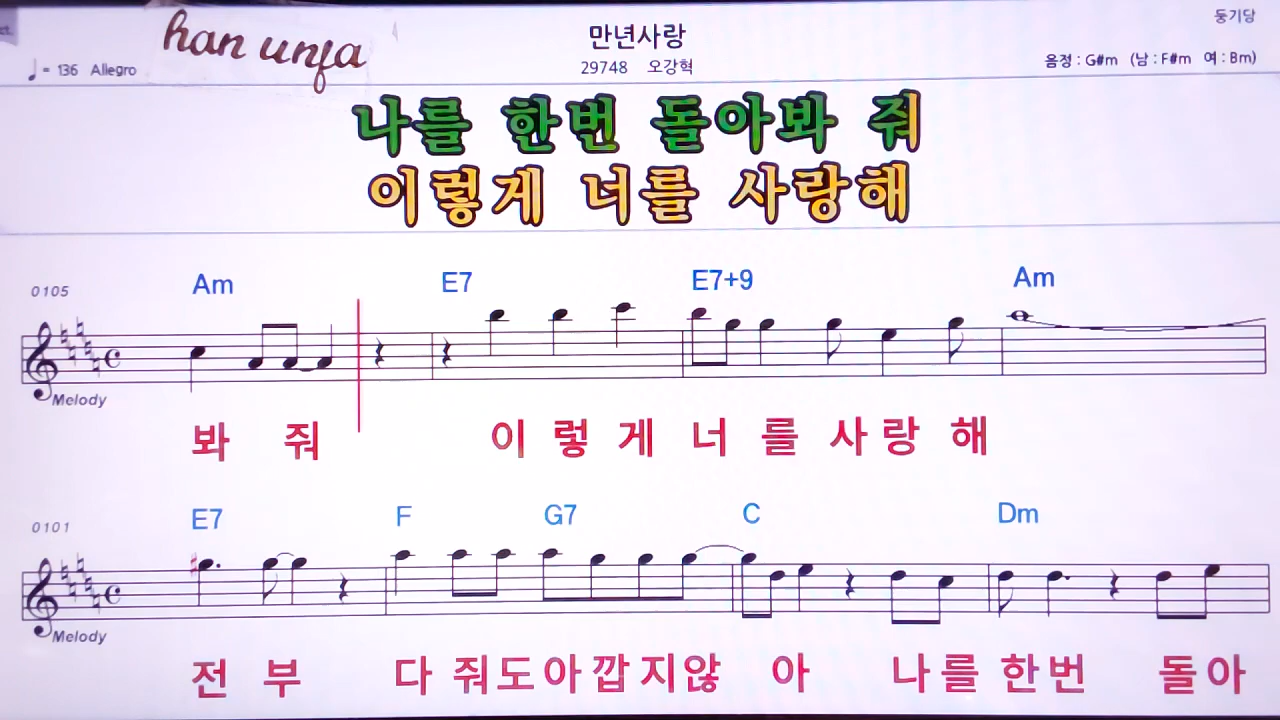 han unfa
만년사랑
둥기당
♩ = 136 Allegro
29748 오강혁
음정 : G#m (남 : F#m 여 : Bm)
나를 한번 돌아봐 줘
이렇게 너를 사랑해
0105 Am E7 E7+9 Am
Melody
봐 줘 이 렇 게 너 를 사 랑 해
0101 E7 F G7 C Dm
Melody
전 부 다 줘도아깝지않 아 나를한번 돌아